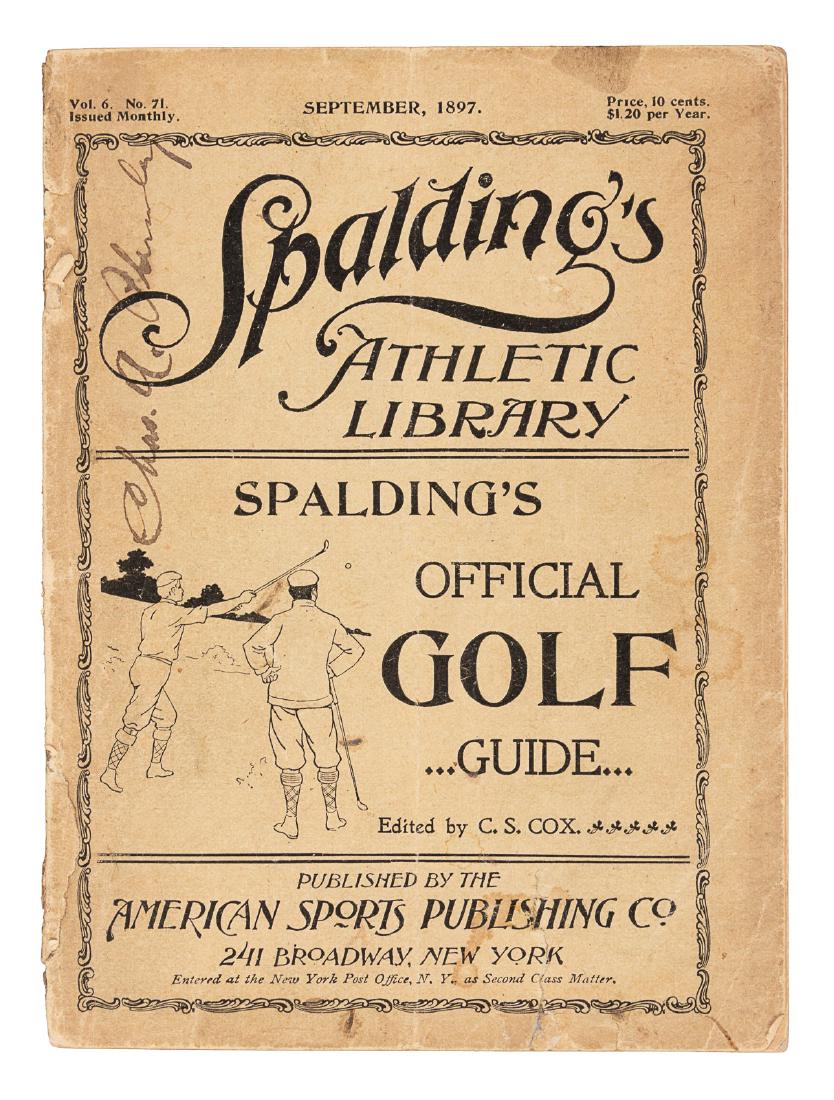 Vol. 6. No. 71.
Issued Monthly.
SEPTEMBER, 1897.
Price, 10 cents.
$1.20 per Year.
Spalding's
ATHLETIC
LIBRARY
Chas. A.
SPALDING'S
OFFICIAL
GOLF
...GUIDE...
Edited by C. S. COX.
PUBLISHED BY THE
AMERICAN SPORTS PUBLISHING CO
241 BROADWAY, NEW YORK
Entered at the New York Post Office, N. Y., as Second Class Matter.